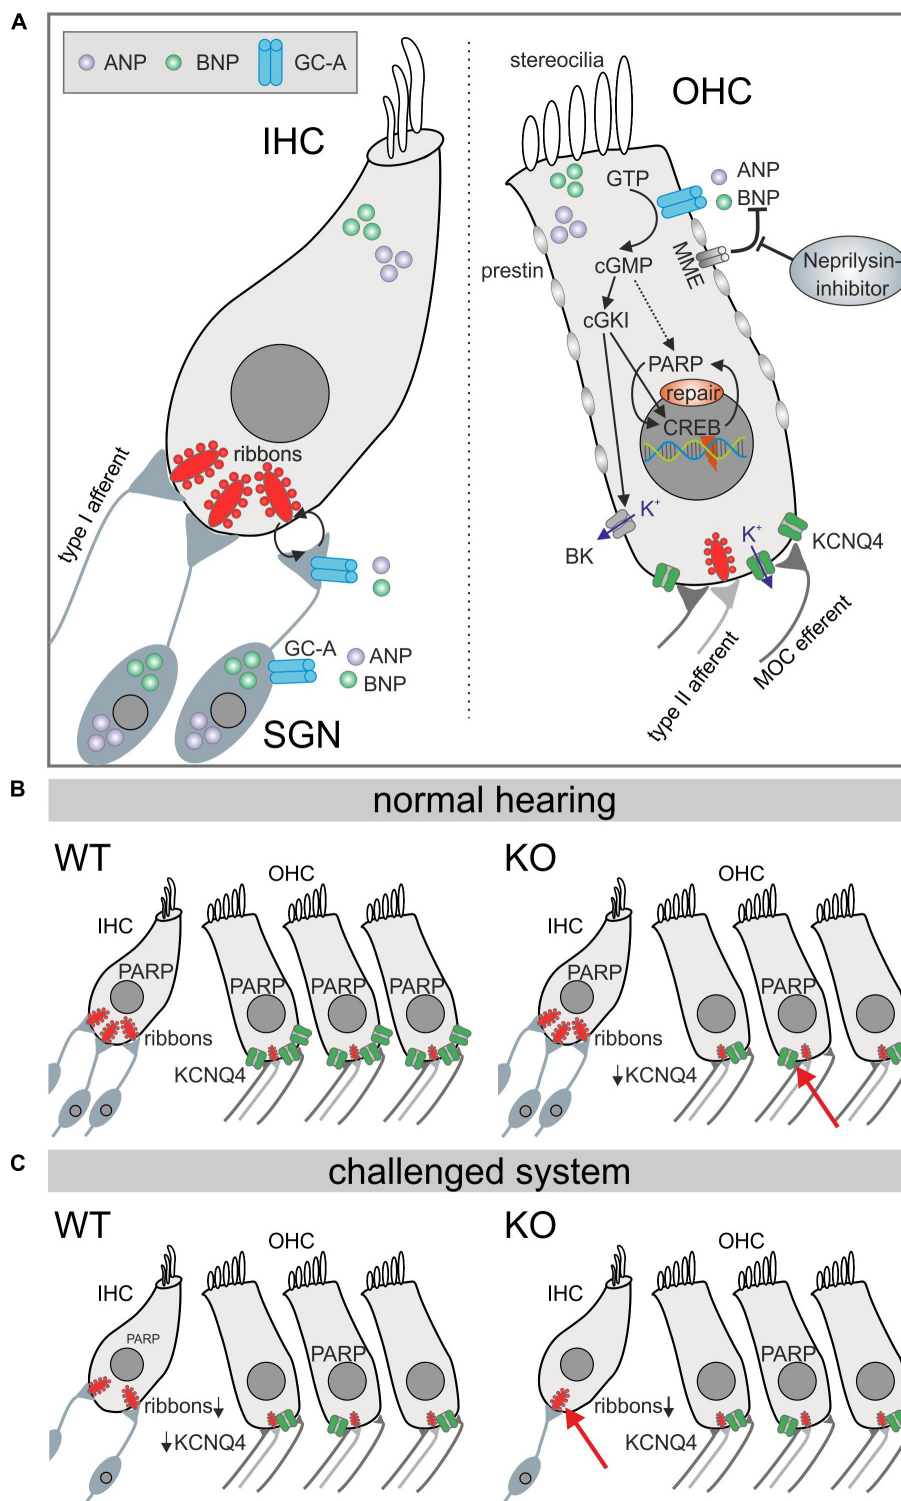 A
ANP BNP GC-A
IHC
ribbons
type I afferent
GC-A
ANP
BNP
SGN
stereocilia
OHC
GTP
ANP
BNP
MME
Neprilysin-
inhibitor
prestin
cGMP
cGKI
PARP
repair
CREB
K+
BK
K+
KCNQ4
type II afferent
MOC efferent
B
normal hearing
WT
OHC
IHC
PARP
PARP PARP PARP
ribbons
KCNQ4
KO
OHC
IHC
PARP
PARP
ribbons
↓KCNQ4
C
challenged system
WT
OHC
IHC
PARP
PARP
ribbons↓
↓KCNQ4
KO
OHC
IHC
PARP
ribbons↓
KCNQ4